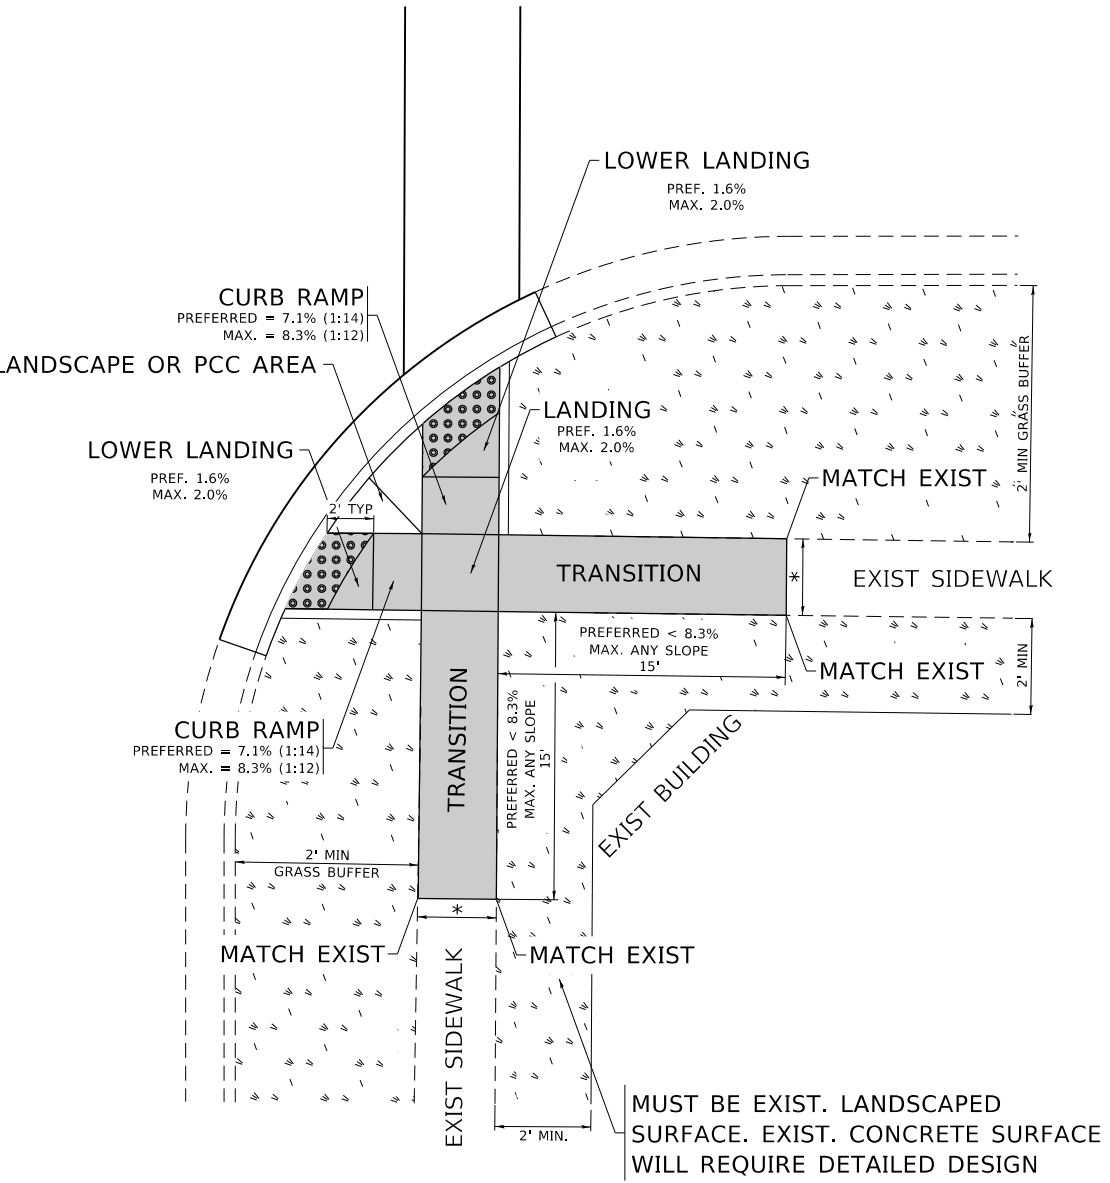 LOWER LANDING
PREF. 1.6%
MAX. 2.0%
CURB RAMP
PREFERRED = 7.1% (1:14)
MAX. = 8.3% (1:12)
LANDSCAPE OR PCC AREA
LANDING
PREF. 1.6%
MAX. 2.0%
2' MIN GRASS BUFFER
LOWER LANDING
PREF. 1.6%
MAX. 2.0%
MATCH EXIST
2' TYP
TRANSITION
*
EXIST SIDEWALK
PREFERRED < 8.3%
MAX. ANY SLOPE
15'
MATCH EXIST
2' MIN
CURB RAMP
PREFERRED = 7.1% (1:14)
MAX. = 8.3% (1:12)
TRANSITION
PREFERRED < 8.3%
MAX. ANY SLOPE
15'
EXIST BUILDING
2' MIN
GRASS BUFFER
*
MATCH EXIST
MATCH EXIST
EXIST SIDEWALK
2' MIN.
MUST BE EXIST. LANDSCAPED
SURFACE. EXIST. CONCRETE SURFACE
WILL REQUIRE DETAILED DESIGN